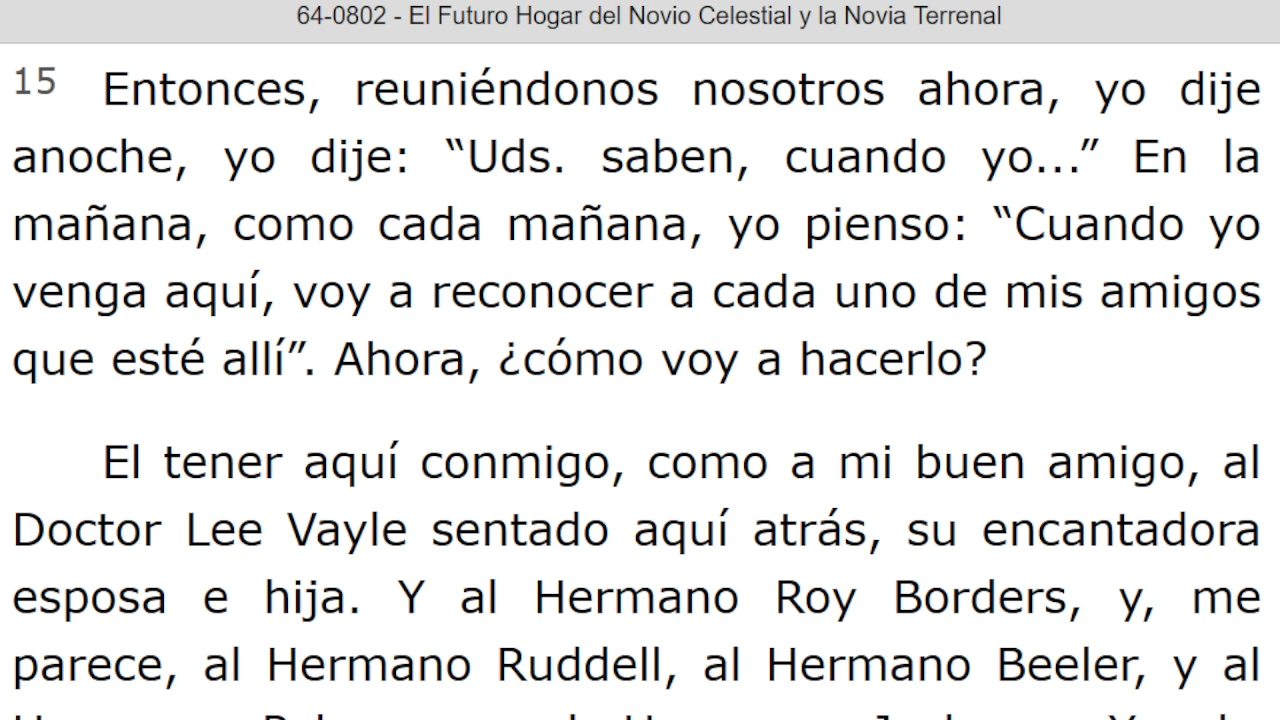 64-0802 - El Futuro Hogar del Novio Celestial y la Novia Terrenal
15 Entonces, reuniéndonos nosotros ahora, yo dije
anoche, yo dije: “Uds. saben, cuando yo...” En la
mañana, como cada mañana, yo pienso: “Cuando yo
venga aquí, voy a reconocer a cada uno de mis amigos
que esté allí”. Ahora, ¿cómo voy a hacerlo?
El tener aquí conmigo, como a mi buen amigo, al
Doctor Lee Vayle sentado aquí atrás, su encantadora
esposa e hija. Y al Hermano Roy Borders, y, me
parece, al Hermano Ruddell, al Hermano Beeler, y al